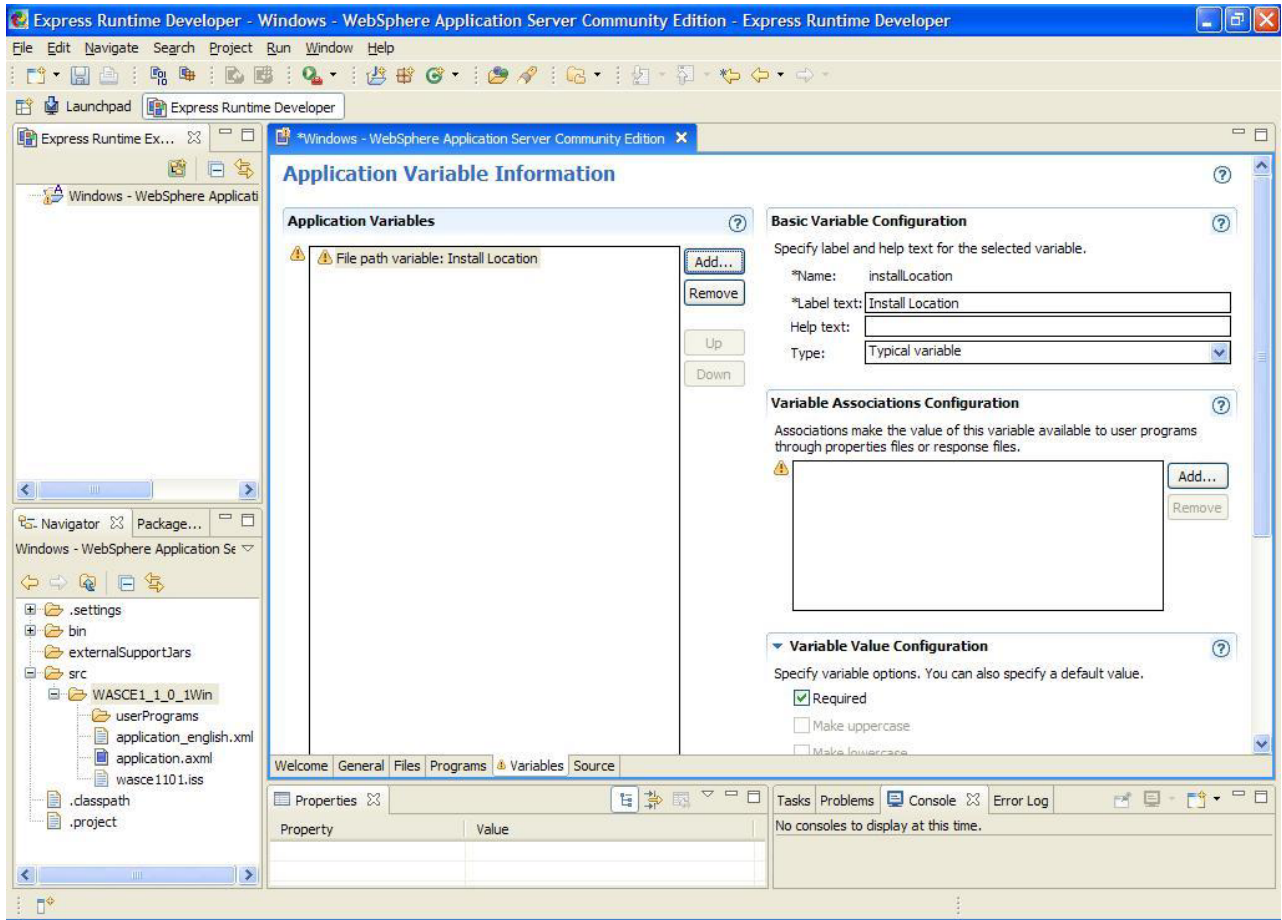 Express Runtime Developer - Windows - WebSphere Application Server Community Edition - Express Runtime Developer
File Edit Navigate Search Project Run Window Help
Launchpad Express Runtime Developer
Express Runtime Ex...
Windows - WebSphere Applicati
*Windows - WebSphere Application Server Community Edition
Application Variable Information
Application Variables
File path variable: Install Location
Add...
Remove
Up
Down
Basic Variable Configuration
Specify label and help text for the selected variable.
*Name: installLocation
*Label text: Install Location
Help text:
Type: Typical variable
Variable Associations Configuration
Associations make the value of this variable available to user programs
through properties files or response files.
Add...
Remove
Variable Value Configuration
Specify variable options. You can also specify a default value.
Required
Make uppercase
Make lowercase
Welcome General Files Programs Variables Source
Navigator Package...
Windows - WebSphere Application Se
.settings
bin
externalSupportJars
src
WASCE1_1_0_1Win
userPrograms
application_english.xml
application.axml
wasce1101.iss
.classpath
.project
Properties
Property Value
Tasks Problems Console Error Log
No consoles to display at this time.